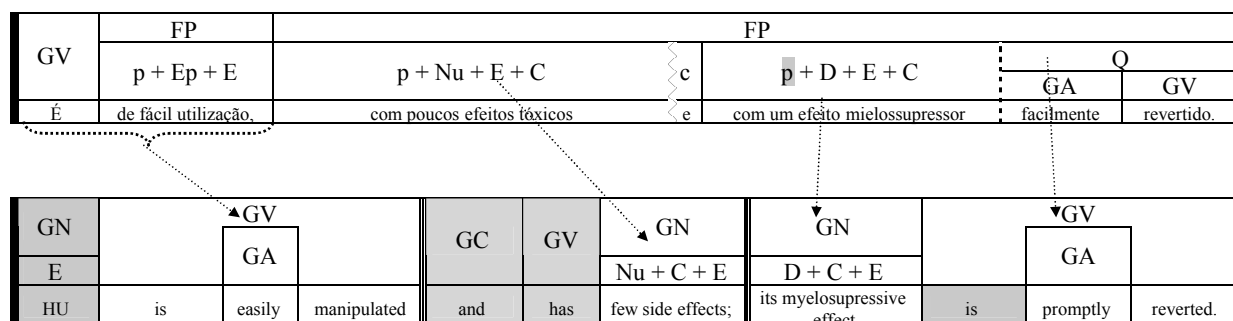 FP FP
GV p + Ep + E p + Nu + E + C c p + D + E + C Q
GA GV
É de fácil utilização, com poucos efeitos tóxicos e com um efeito mielossupressor facilmente revertido.
GN GV GC GV GN GN GV
GA GA
E Nu + C + E D + C + E
HU is easily manipulated and has few side effects; its myelosupressive is promptly reverted.
effect